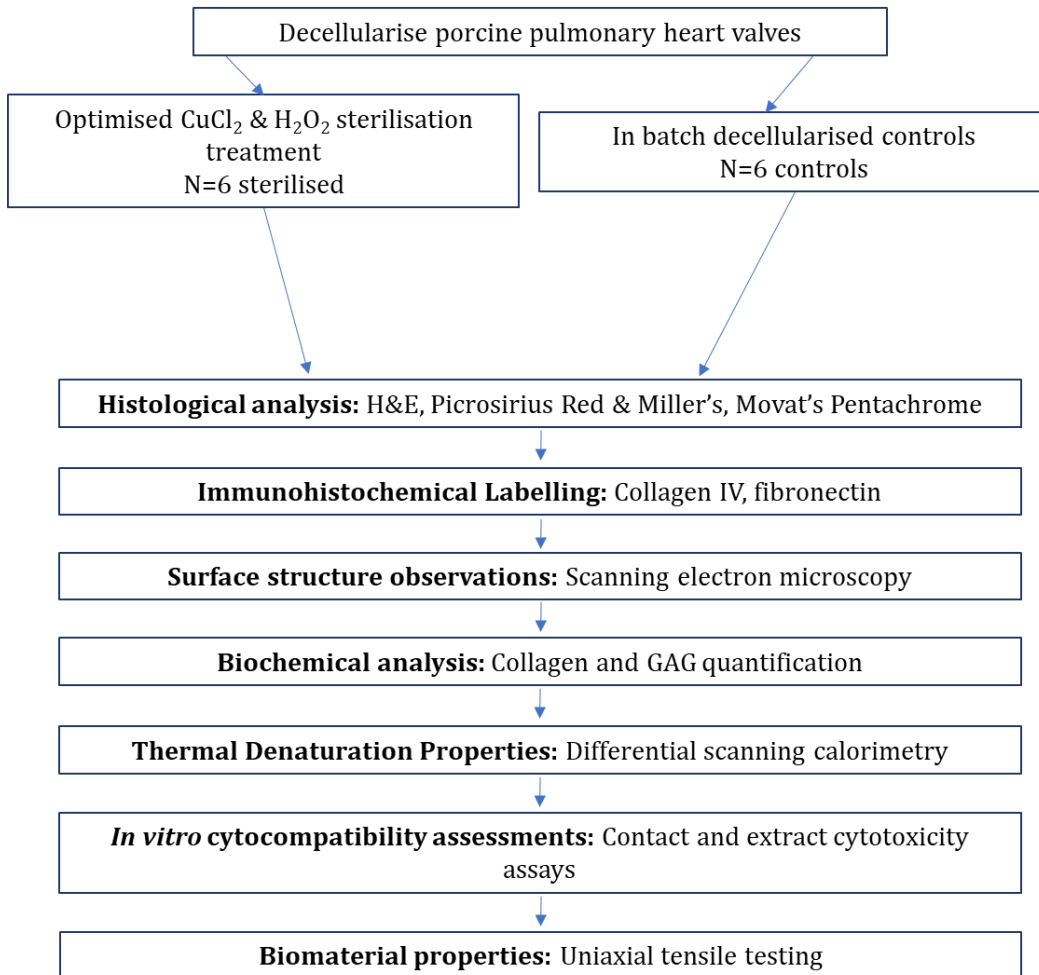 Decellularise porcine pulmonary heart valves
Optimised CuCl₂ & H₂O₂ sterilisation
treatment
N=6 sterilised
In batch decellularised controls
N=6 controls
Histological analysis: H&E, Picrosirius Red & Miller’s, Movat’s Pentachrome
Immunohistochemical Labelling: Collagen IV, fibronectin
Surface structure observations: Scanning electron microscopy
Biochemical analysis: Collagen and GAG quantification
Thermal Denaturation Properties: Differential scanning calorimetry
In vitro cytocompatibility assessments: Contact and extract cytotoxicity
assays
Biomaterial properties: Uniaxial tensile testing